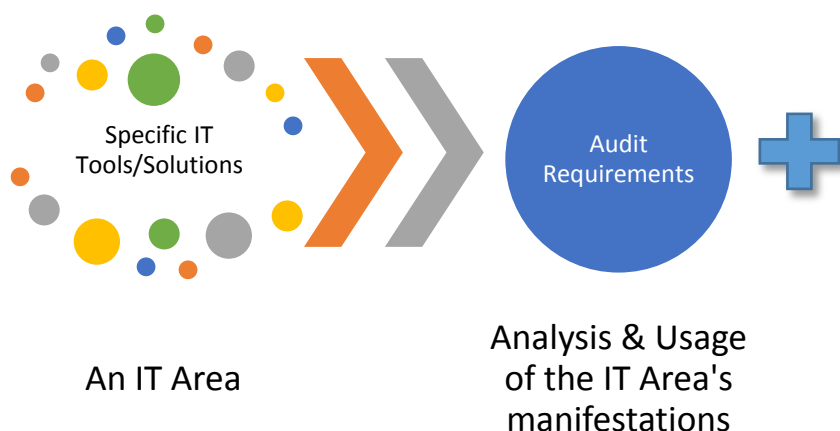 Specific IT
Tools/Solutions
Audit
Requirements
An IT Area
Analysis & Usage
of the IT Area's
manifestations